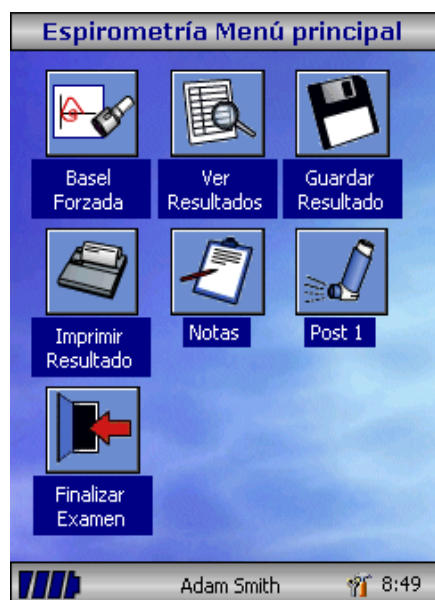 Espirometría Menú principal
Basel
Forzada
Ver
Resultados
Guardar
Resultado
Imprimir
Resultado
Notas
Post 1
Finalizar
Examen
Adam Smith
8:49